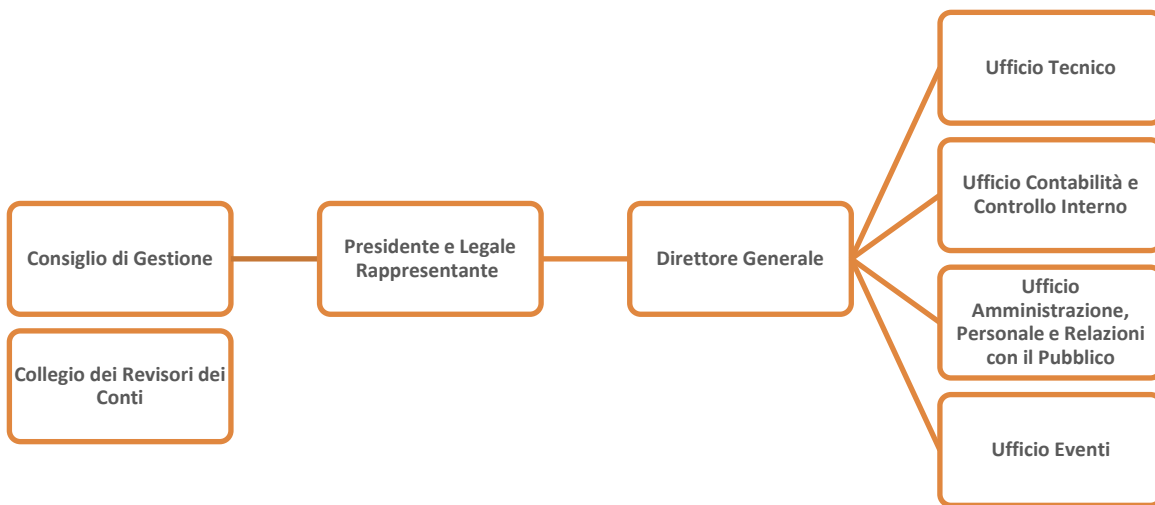 Ufficio Tecnico
Ufficio Contabilità e
Controllo Interno
Consiglio di Gestione
Presidente e Legale
Rappresentante
Direttore Generale
Ufficio
Amministrazione,
Personale e Relazioni
con il Pubblico
Collegio dei Revisori dei
Conti
Ufficio Eventi